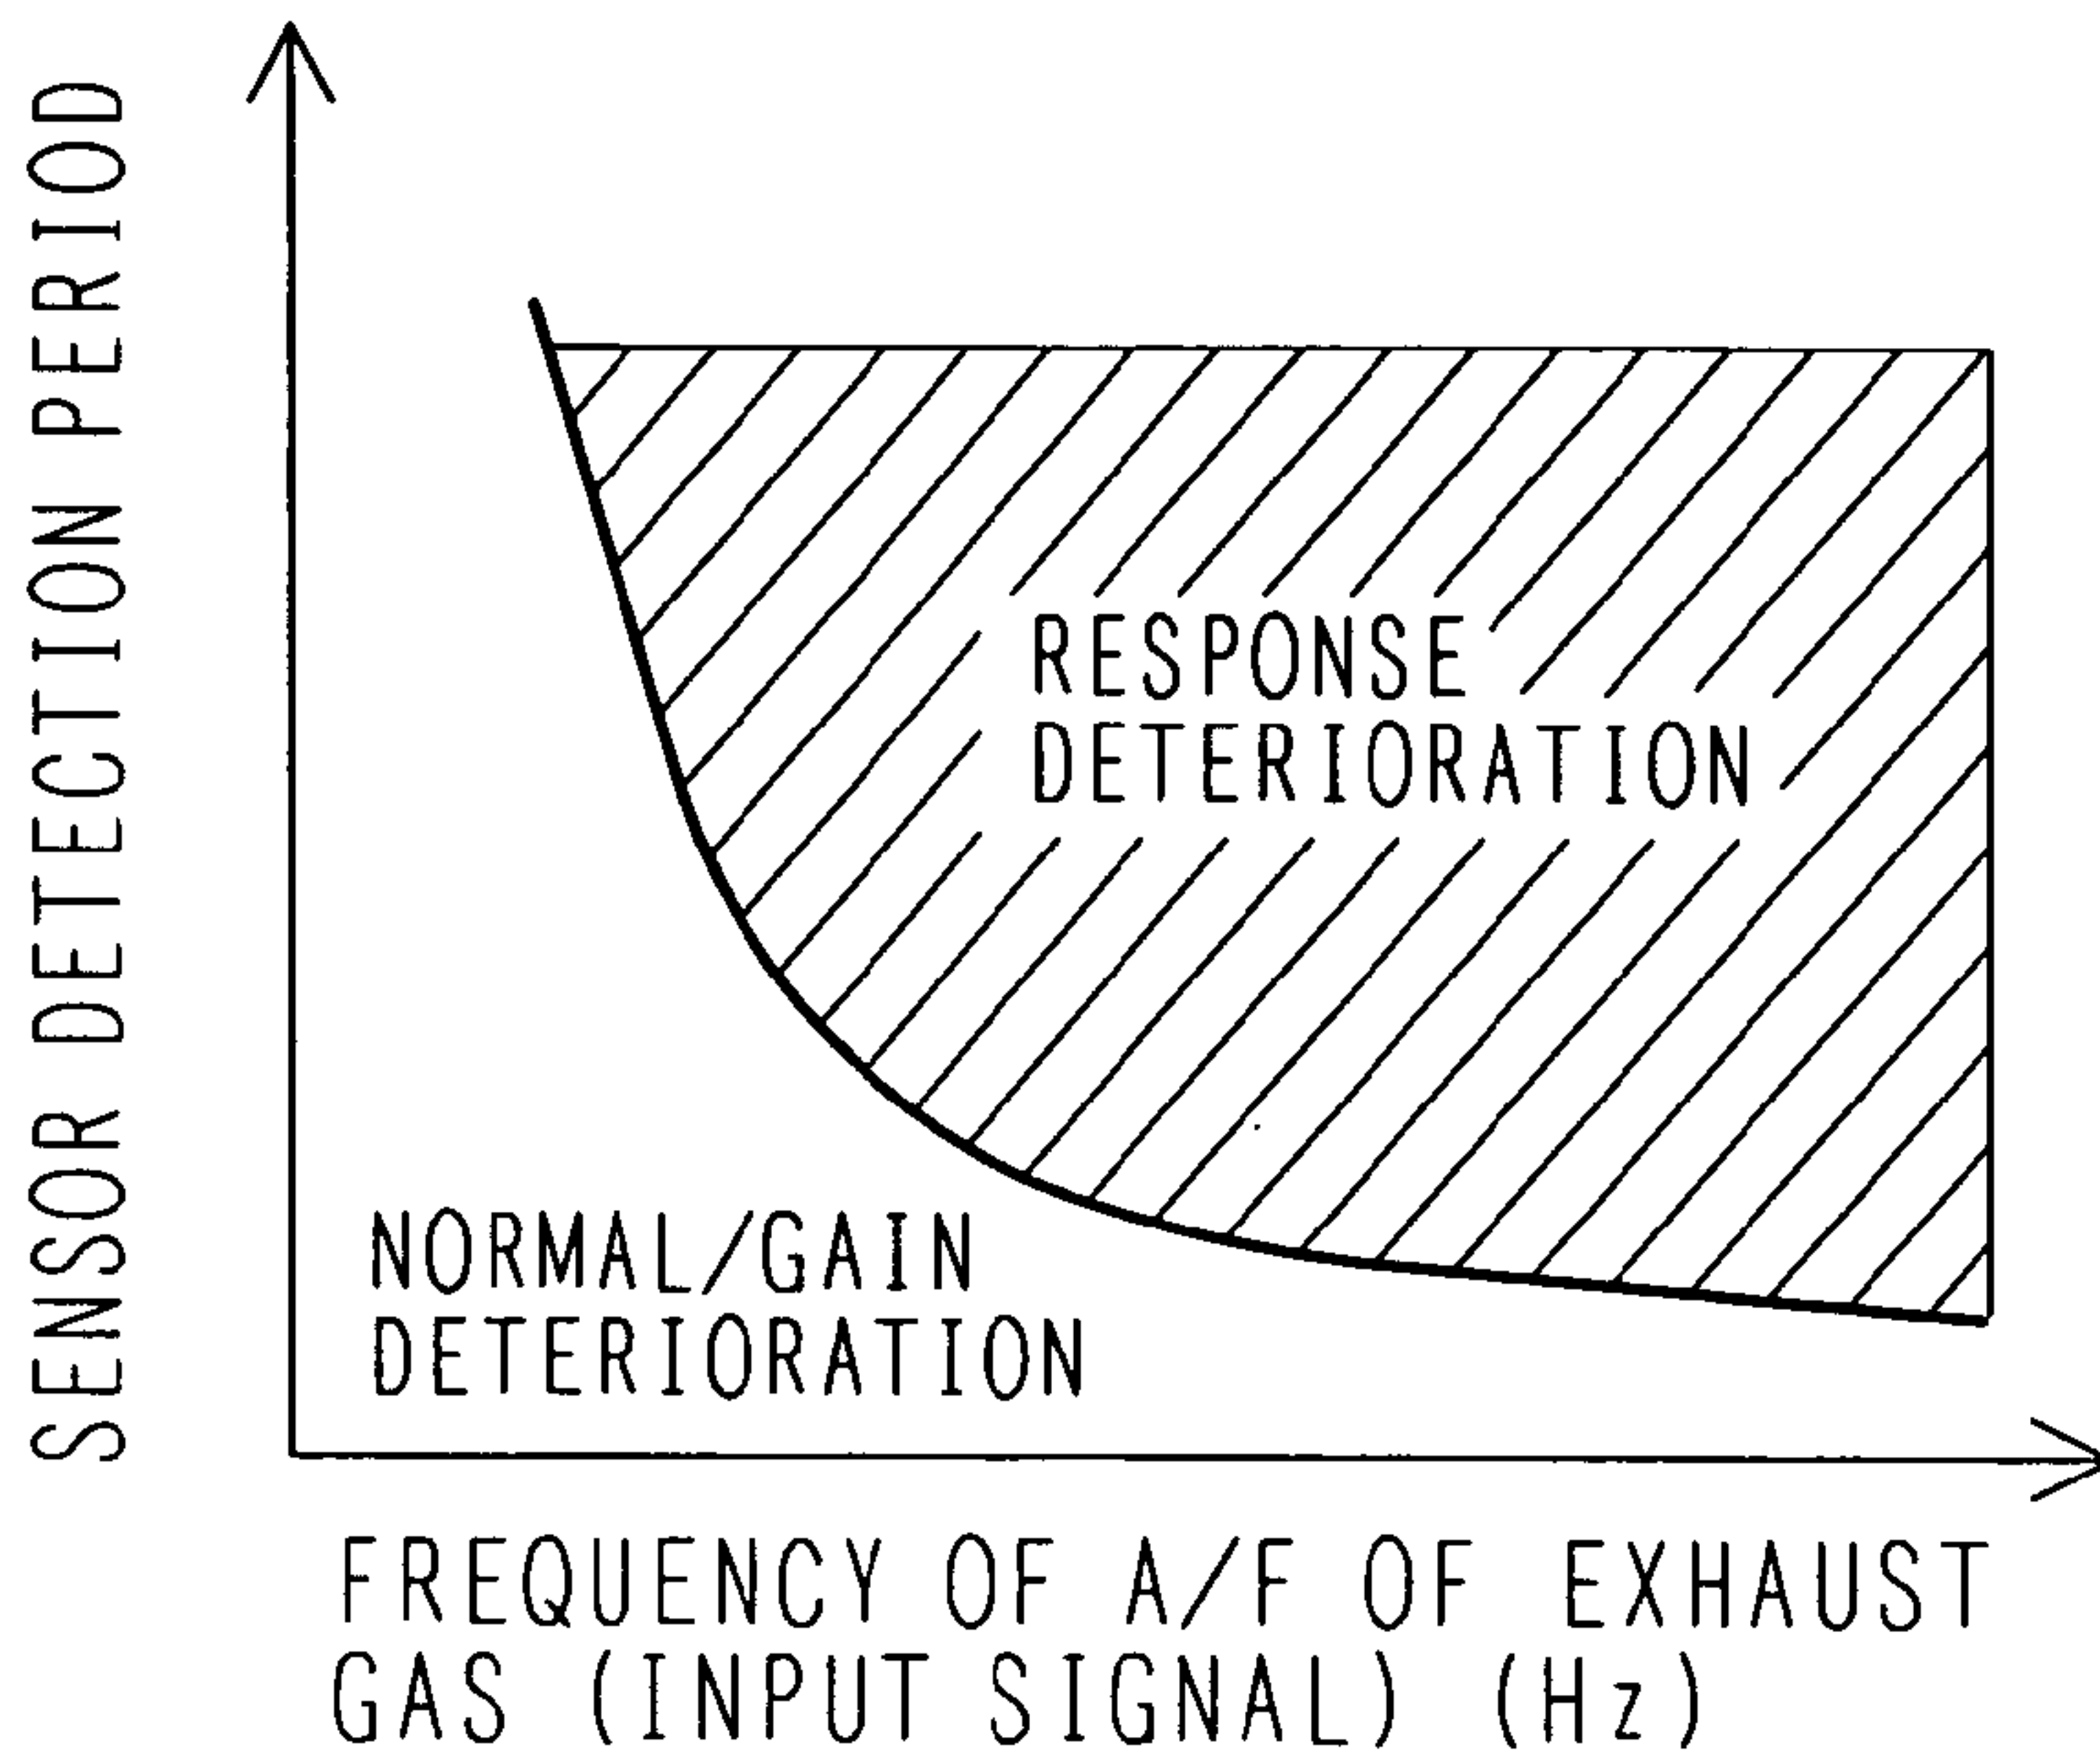 SENSOR DETECTION PERIOD
RESPONSE
DETERIORATION
NORMAL/GAIN
DETERIORATION
FREQUENCY OF A/F OF EXHAUST
GAS (INPUT SIGNAL) (Hz)